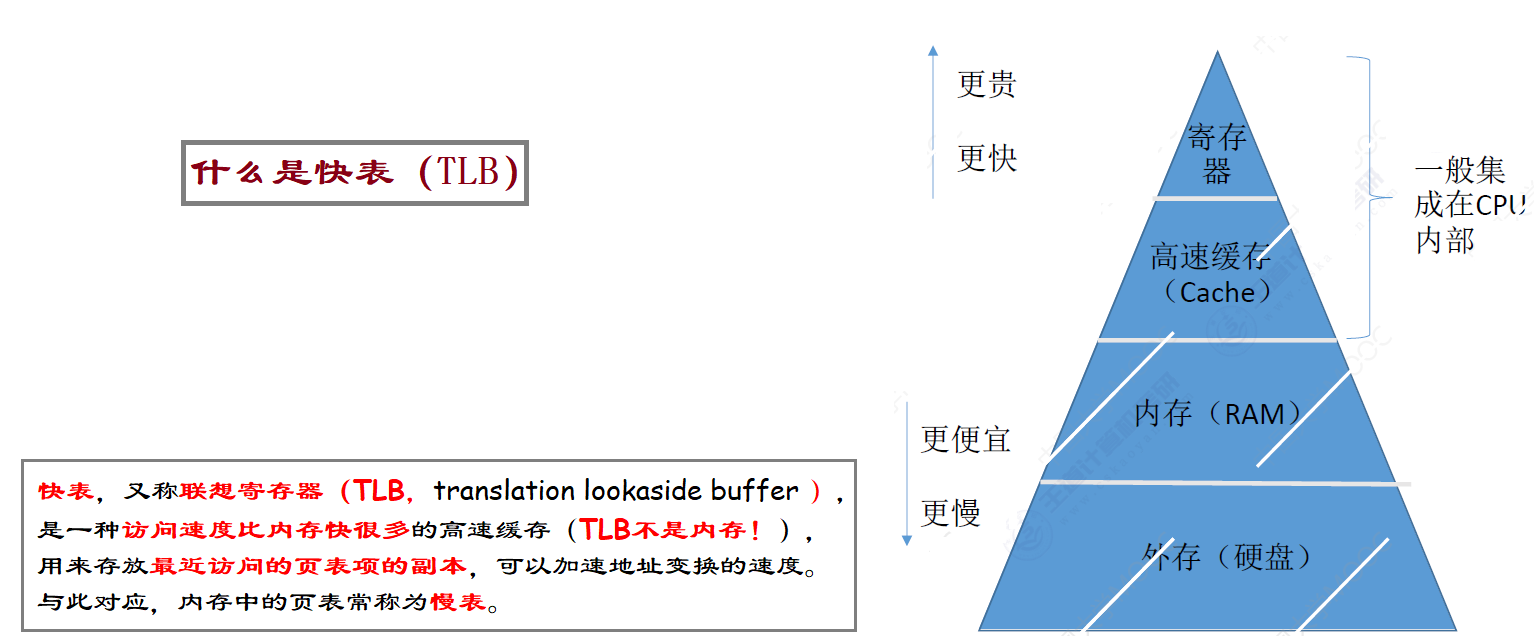 什么是快表（TLB）
快表，又称联想寄存器（TLB，translation lookaside buffer ），
是一种访问速度比内存快很多的高速缓存（TLB不是内存！），
用来存放最近访问的页表项的副本，可以加速地址变换的速度。
与此对应，内存中的页表常称为慢表。
更贵
更快
更便宜
更慢
寄存
器
高速缓存
（Cache）
内存（RAM）
外存（硬盘）
一般集
成在CPU
内部